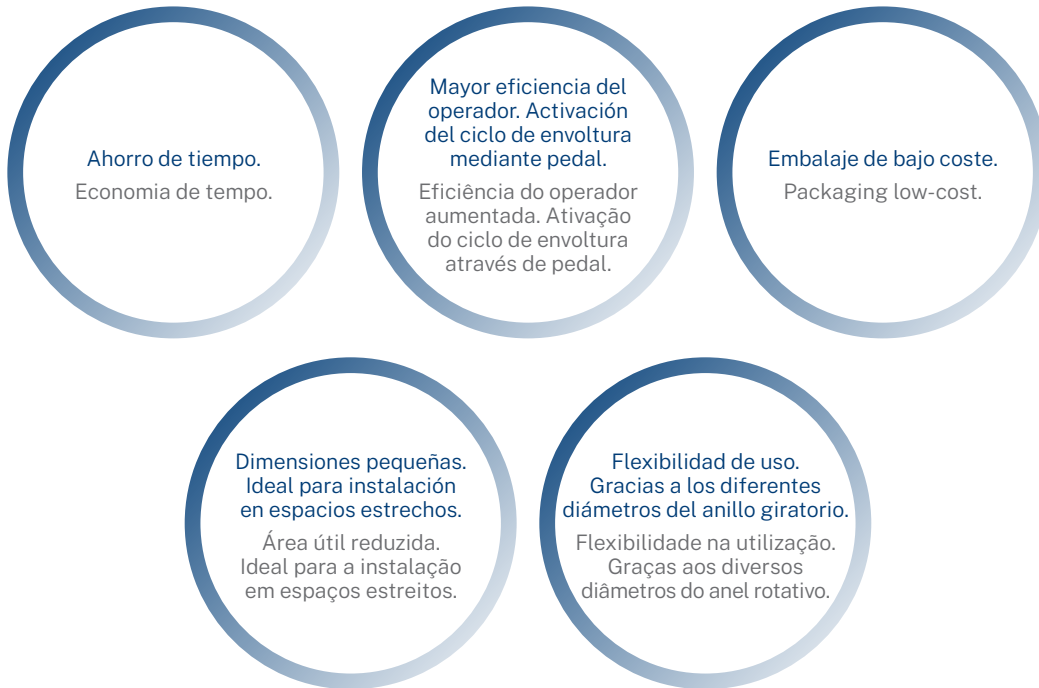 Ahorro de tiempo.
Economia de tempo.
Mayor eficiencia del
operador. Activación
del ciclo de envoltura
mediante pedal.
Eficiência do operador
aumentada. Ativação
do ciclo de envoltura
através de pedal.
Embalaje de bajo coste.
Packaging low-cost.
Dimensiones pequeñas.
Ideal para instalación
en espacios estrechos.
Área útil reduzida.
Ideal para a instalação
em espaços estreitos.
Flexibilidad de uso.
Gracias a los diferentes
diámetros del anillo giratorio.
Flexibilidade na utilização.
Graças aos diversos
diâmetros do anel rotativo.